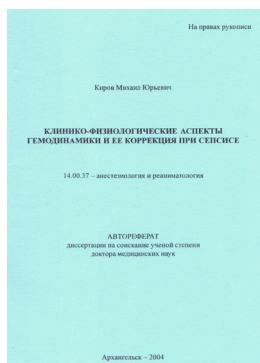 На правах рукописи
Киров Михаил Юрьевич
КЛИНИКО-ФИЗИОЛОГИЧЕСКИЕ АСПЕКТЫ
ГЕМОДИНАМИКИ И ЕЕ КОРРЕКЦИЯ ПРИ СЕПСИСЕ
14.00.37 – анестезиология и реаниматология
АВТОРЕФЕРАТ
диссертации на соискание ученой степени
доктора медицинских наук
Архангельск – 2004